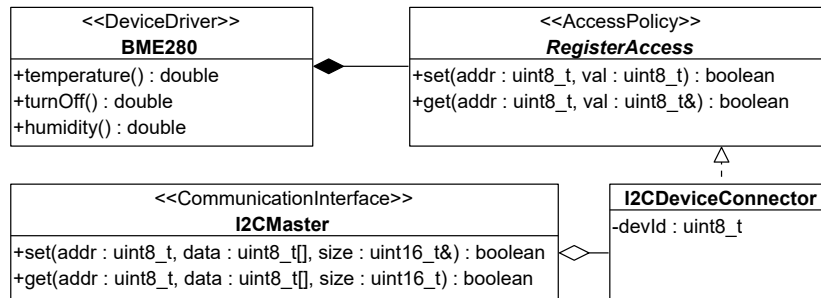 <<DeviceDriver>>
BME280
+temperature() : double
+turnOff() : double
+humidity() : double
<<AccessPolicy>>
RegisterAccess
+set(addr : uint8_t, val : uint8_t) : boolean
+get(addr : uint8_t, val : uint8_t&) : boolean
<<CommunicationInterface>>
I2CMaster
+set(addr : uint8_t, data : uint8_t[], size : uint16_t&) : boolean
+get(addr : uint8_t, data : uint8_t[], size : uint16_t) : boolean
I2CDeviceConnector
-devId : uint8_t